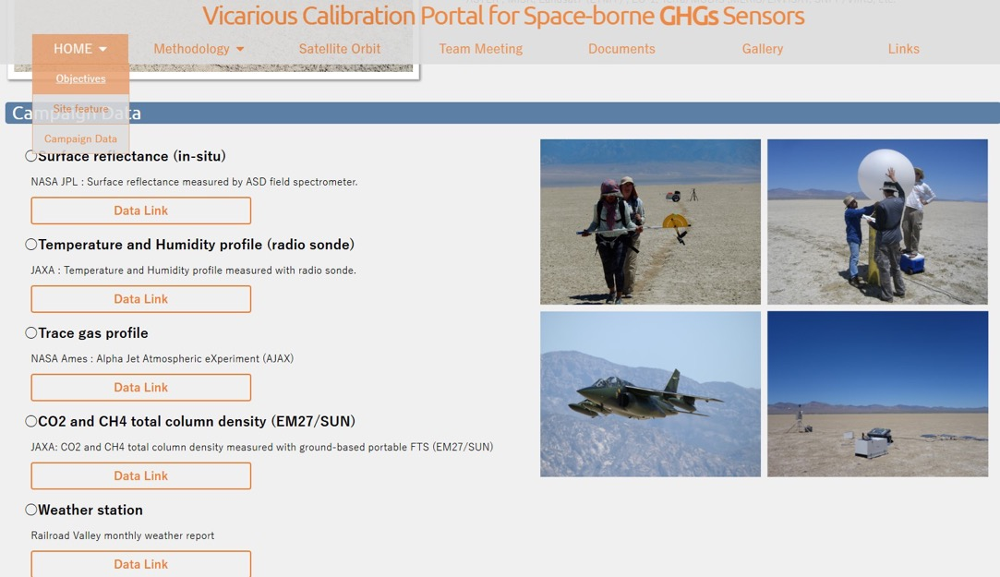 Vicarious Calibration Portal for Space-borne GHGs Sensors
HOME
Methodology
Satellite Orbit
Team Meeting
Documents
Gallery
Links
Objectives
Site feature
Campaign Data
Campaign Data
Surface reflectance (in-situ)
NASA JPL : Surface reflectance measured by ASD field spectrometer.
Data Link
Temperature and Humidity profile (radio sonde)
JAXA : Temperature and Humidity profile measured with radio sonde.
Data Link
Trace gas profile
NASA Ames : Alpha Jet Atmospheric eXperiment (AJAX)
Data Link
CO2 and CH4 total column density (EM27/SUN)
JAXA: CO2 and CH4 total column density measured with ground-based portable FTS (EM27/SUN)
Data Link
Weather station
Railroad Valley monthly weather report
Data Link